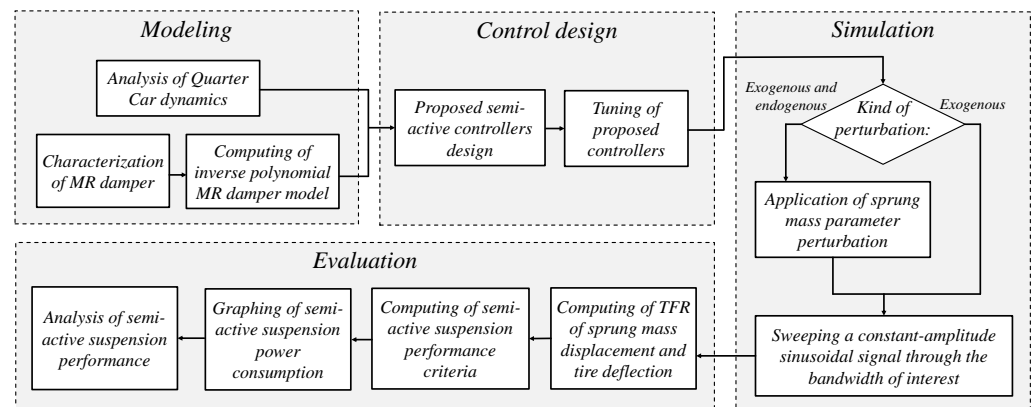 Modeling
Analysis of Quarter
Car dynamics
Characterization
of MR damper
Computing of
inverse polynomial
MR damper model
Control design
Proposed semi-
active controllers
design
Tuning of
proposed
controllers
Simulation
Exogenous and
endogenous
Kind of
perturbation:
Exogenous
Application of sprung
mass parameter
perturbation
Sweeping a constant-amplitude
sinusoidal signal through the
bandwidth of interest
Evaluation
Analysis of semi-
active suspension
performance
Graphing of semi-
active suspension
power
consumption
Computing of semi-
active suspension
performance
criteria
Computing of TFR
of sprung mass
displacement and
tire deflection